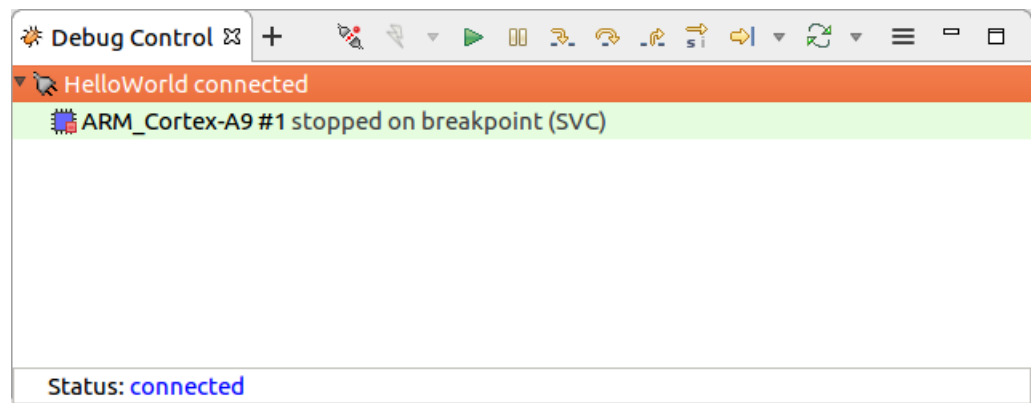 Debug Control
s i
HelloWorld connected
ARM_Cortex-A9 #1 stopped on breakpoint (SVC)
Status: connected